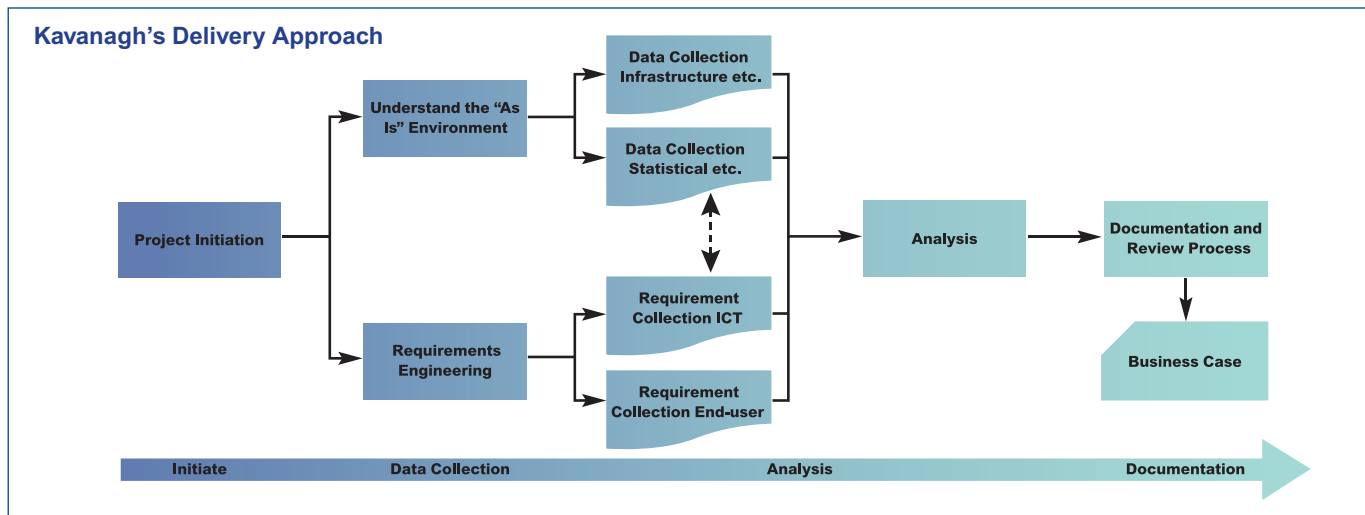 Kavanagh's Delivery Approach
Data Collection
Infrastructure etc.
Understand the “As
Is” Environment
Data Collection
Statistical etc.
Project Initiation
Analysis
Documentation and
Review Process
Requirement
Collection ICT
Requirements
Engineering
Requirement
Collection End-user
Business Case
Initiate
Data Collection
Analysis
Documentation